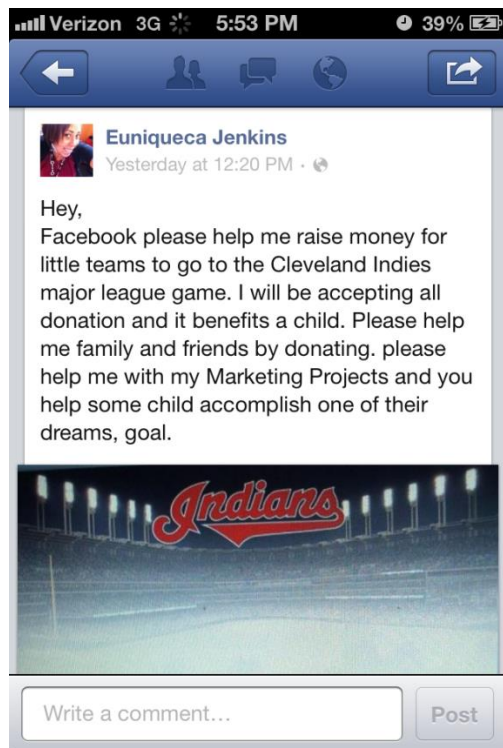 Verizon 3G 5:53 PM 39%
Euniqueca Jenkins
Yesterday at 12:20 PM ·
Hey,
Facebook please help me raise money for
little teams to go to the Cleveland Indies
major league game. I will be accepting all
donation and it benefits a child. Please help
me family and friends by donating. please
help me with my Marketing Projects and you
help some child accomplish one of their
dreams, goal.
Indians
Write a comment...
Post